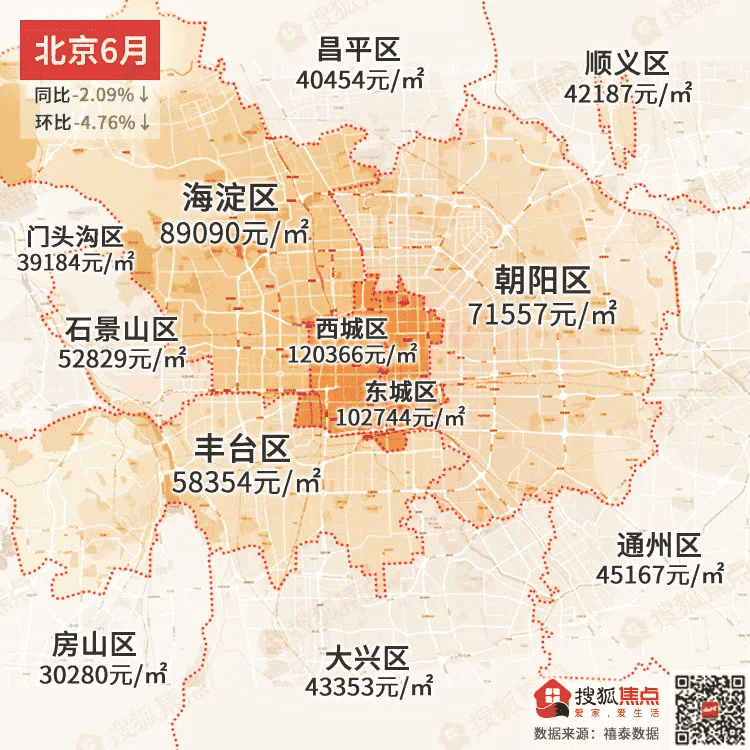 北京6月
同比-2.09%↓
环比-4.76%↓
昌平区
40454元/㎡
顺义区
42187元/㎡
海淀区
89090元/㎡
门头沟区
39184元/㎡
朝阳区
71557元/㎡
石景山区
52829元/㎡
西城区
120366元/㎡
东城区
102744元/㎡
丰台区
58354元/㎡
通州区
45167元/㎡
房山区
30280元/㎡
大兴区
43353元/㎡
搜狐焦点
爱家,爱生活
数据来源：禧泰数据